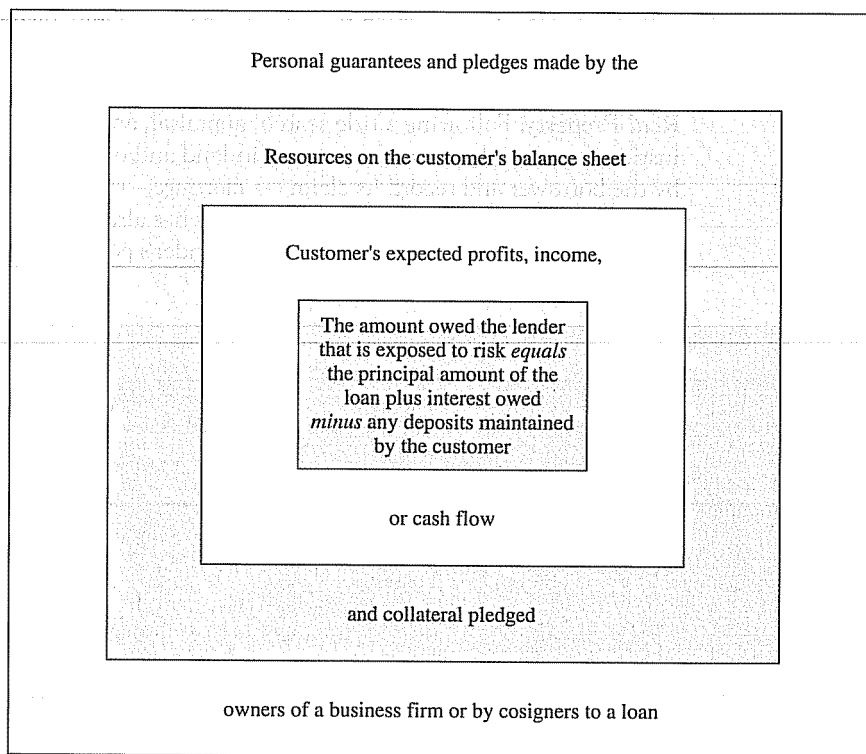 Personal guarantees and pledges made by the
Resources on the customer's balance sheet
Customer's expected profits, income,
The amount owed the lender
that is exposed to risk equals
the principal amount of the
loan plus interest owed
minus any deposits maintained
by the customer
or cash flow
and collateral pledged
owners of a business firm or by cosigners to a loan